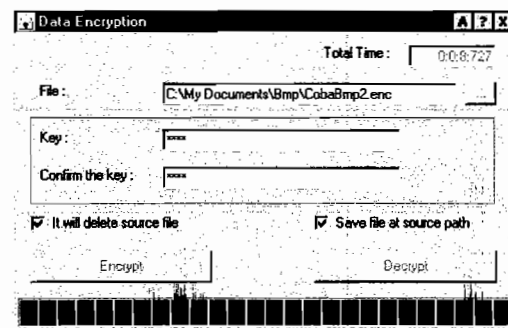 Data Encryption A ? X
Total Time : 0:0:8:727
File : C:\My Documents\Bmp\CobaBmp2.enc ...
Key : ****
Confirm the key : ****
It will delete source file Save file at source path
Encrypt Decrypt